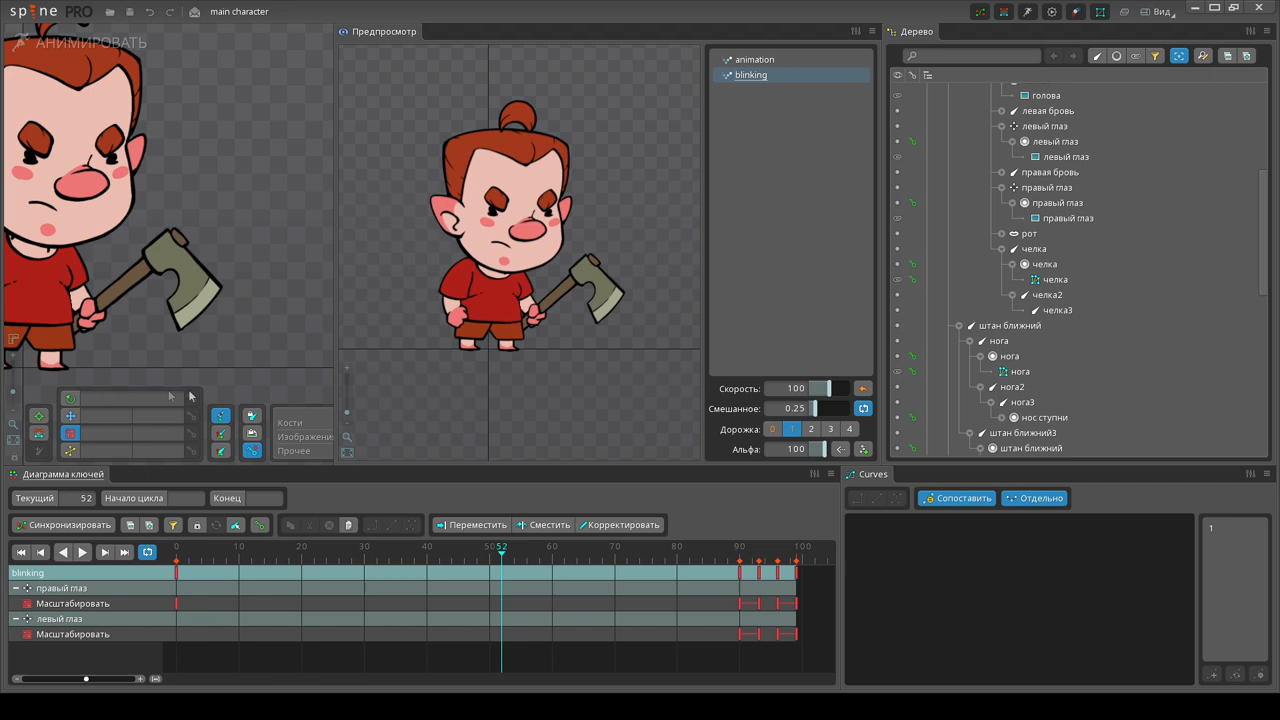 spine PRO
main character
Вид
АНИМИРОВАТЬ
Предпросмотр
animation
blinking
Скорость: 100
Смешанное: 0.25
Дорожка: 0 1 2 3 4
Альфа: 100
Дерево
голова
левая бровь
левый глаз
левый глаз
левый глаз
правая бровь
правый глаз
правый глаз
правый глаз
рот
челка
челка
челка
челка2
челка3
штан ближний
нога
нога
нога
нога2
нога3
нос ступни
штан ближний3
штан ближний
Кости
Изображени
Прочее
Диаграмма ключей
Текущий 52 Начало цикла Конец
Синхронизировать Переместить Сместить Корректировать
0 10 20 30 40 50 52 60 70 80 90 100
blinking
правый глаз
Масштабировать
левый глаз
Масштабировать
Curves
Сопоставить Отдельно
1